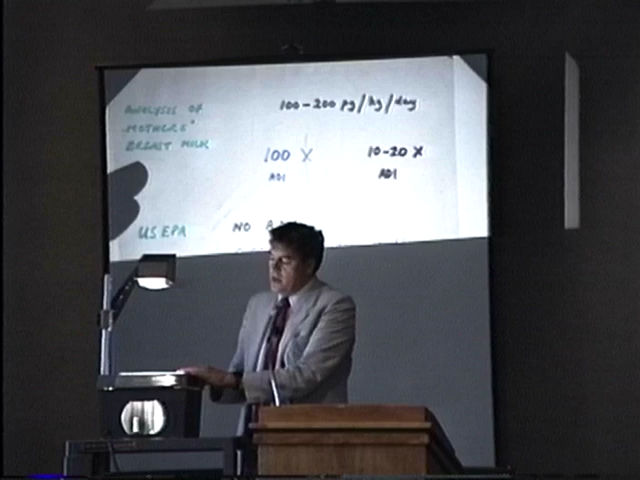 ANALYSIS OF 100-200 pg/kg/day
MOTHERS'
BREAST MILK 100 X 10-20 X
ADI ADI
US EPA NO